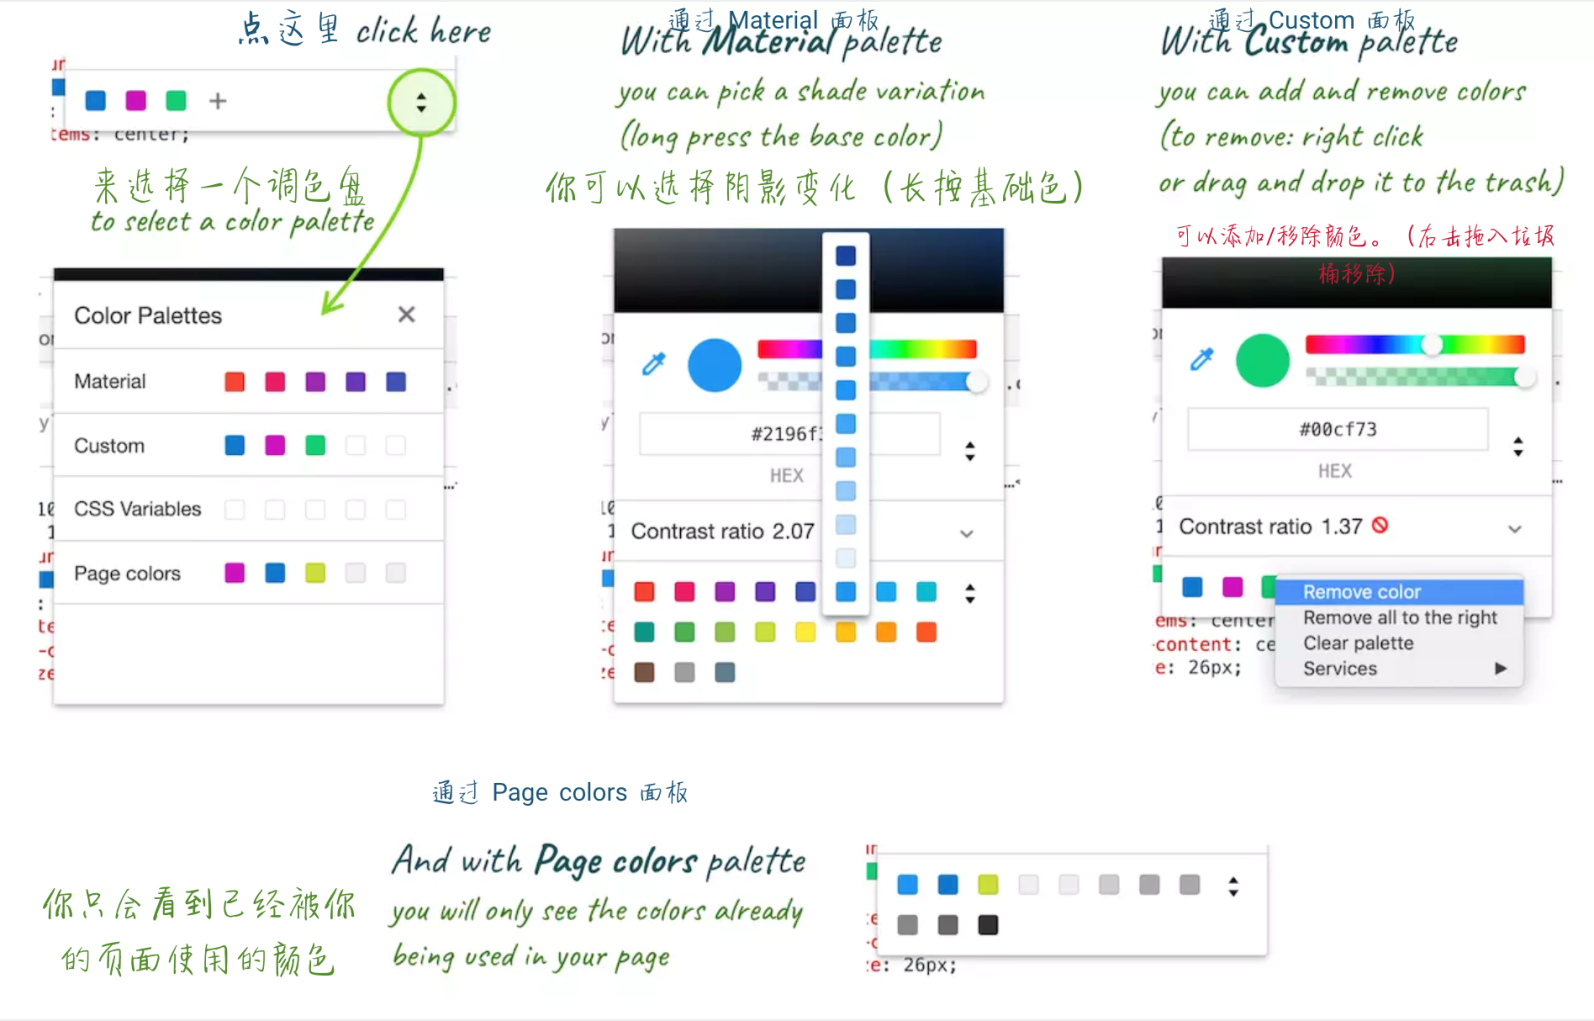 点这里 click here
ur
:
tems: center;
来选择一个调色盘
to select a color palette
Color Palettes
Material
Custom
CSS Variables
Page colors
通过 Material 面板
With Material palette
you can pick a shade variation
(long press the base color)
你可以选择阴影变化（长按基础色）
#2196f3
HEX
Contrast ratio 2.07
通过 Custom 面板
With Custom palette
you can add and remove colors
(to remove: right click
or drag and drop it to the trash)
可以添加/移除颜色。（右击拖入垃圾
桶移除）
#00cf73
HEX
Contrast ratio 1.37
Remove color
Remove all to the right
Clear palette
Services
ems: center
-content: ce
e: 26px;
通过 Page colors 面板
And with Page colors palette
you will only see the colors already
being used in your page
你只会看到已经被你
的页面使用的颜色
ze: 26px;